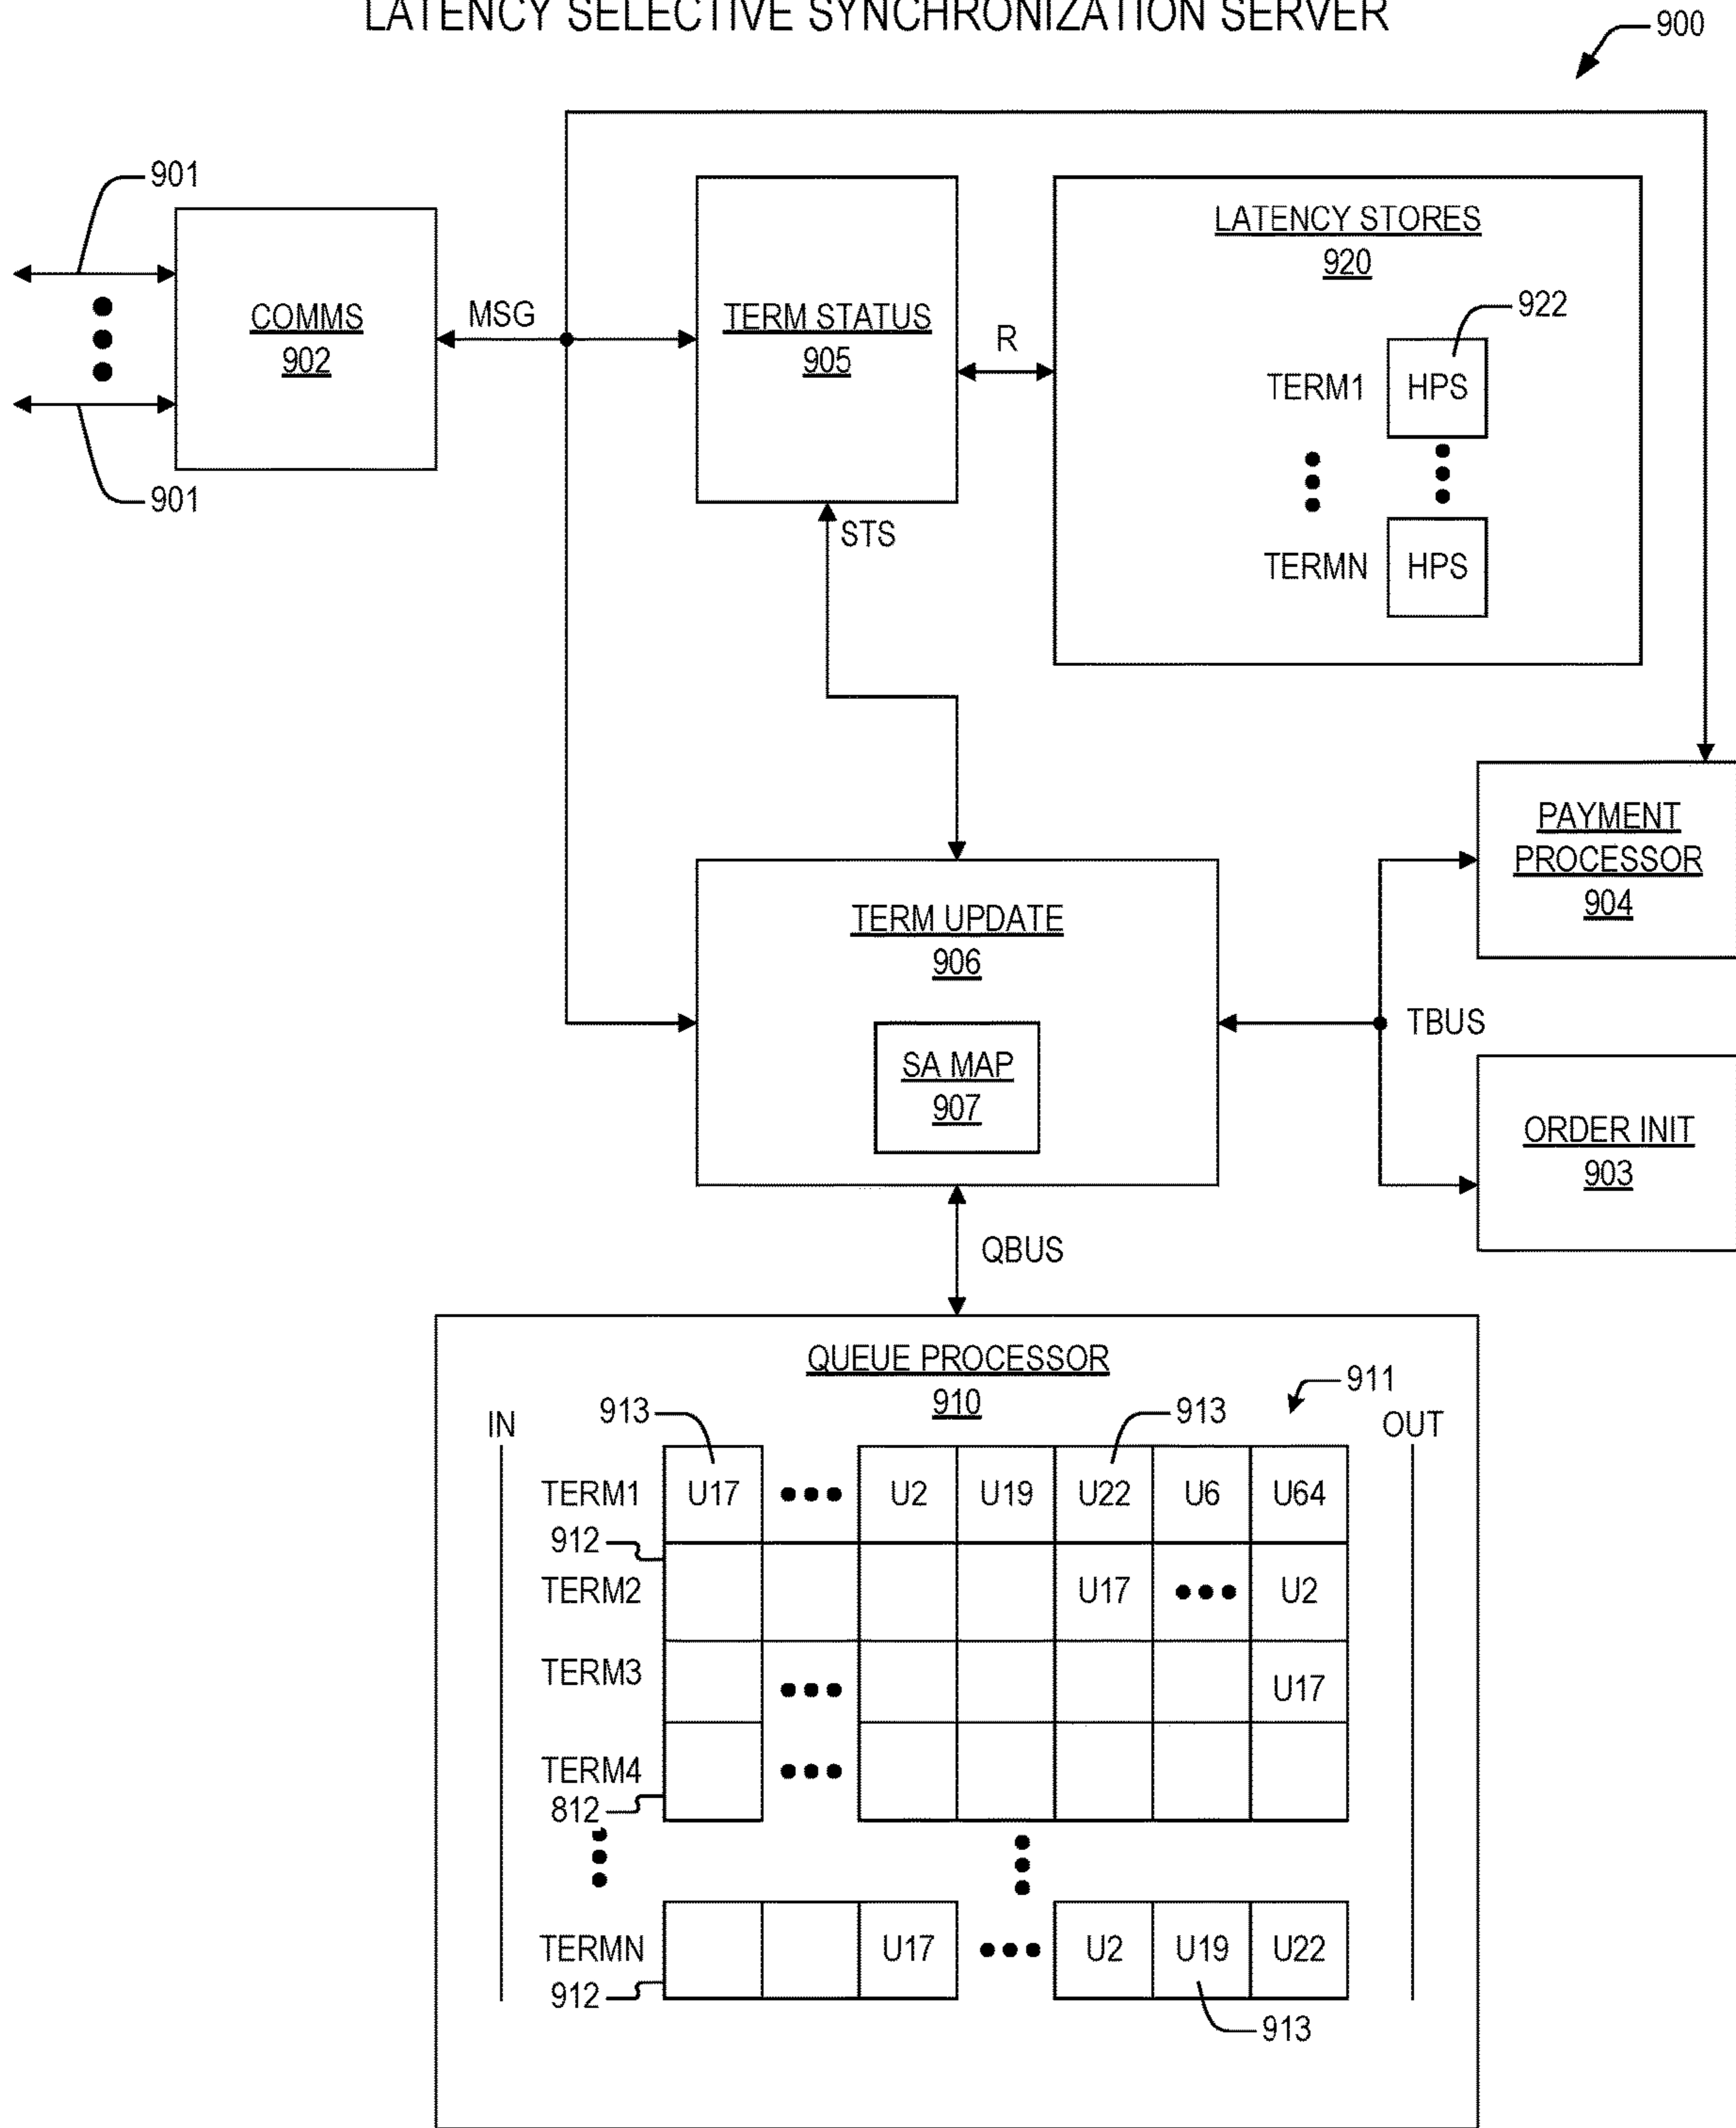 LATENCY SELECTIVE SYNCHRONIZATION SERVER
900
901
901
COMMS
902
MSG
TERM STATUS
905
R
LATENCY STORES
920
922
TERM1 HPS
TERMN HPS
STS
PAYMENT
PROCESSOR
904
TERM UPDATE
906
SA MAP
907
TBUS
ORDER INIT
903
QBUS
QUEUE PROCESSOR
910
911
913
913
IN
OUT
TERM1 U17 U2 U19 U22 U6 U64
912
TERM2 U17 U2
TERM3 U17
TERM4
812
TERMN U17 U2 U19 U22
912
913